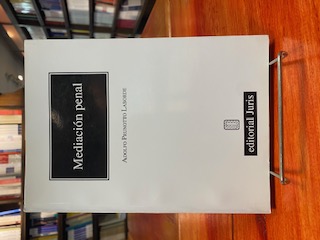 Mediación penal
ADOLFO PRUNOTTO LABORDE
editorial Juris